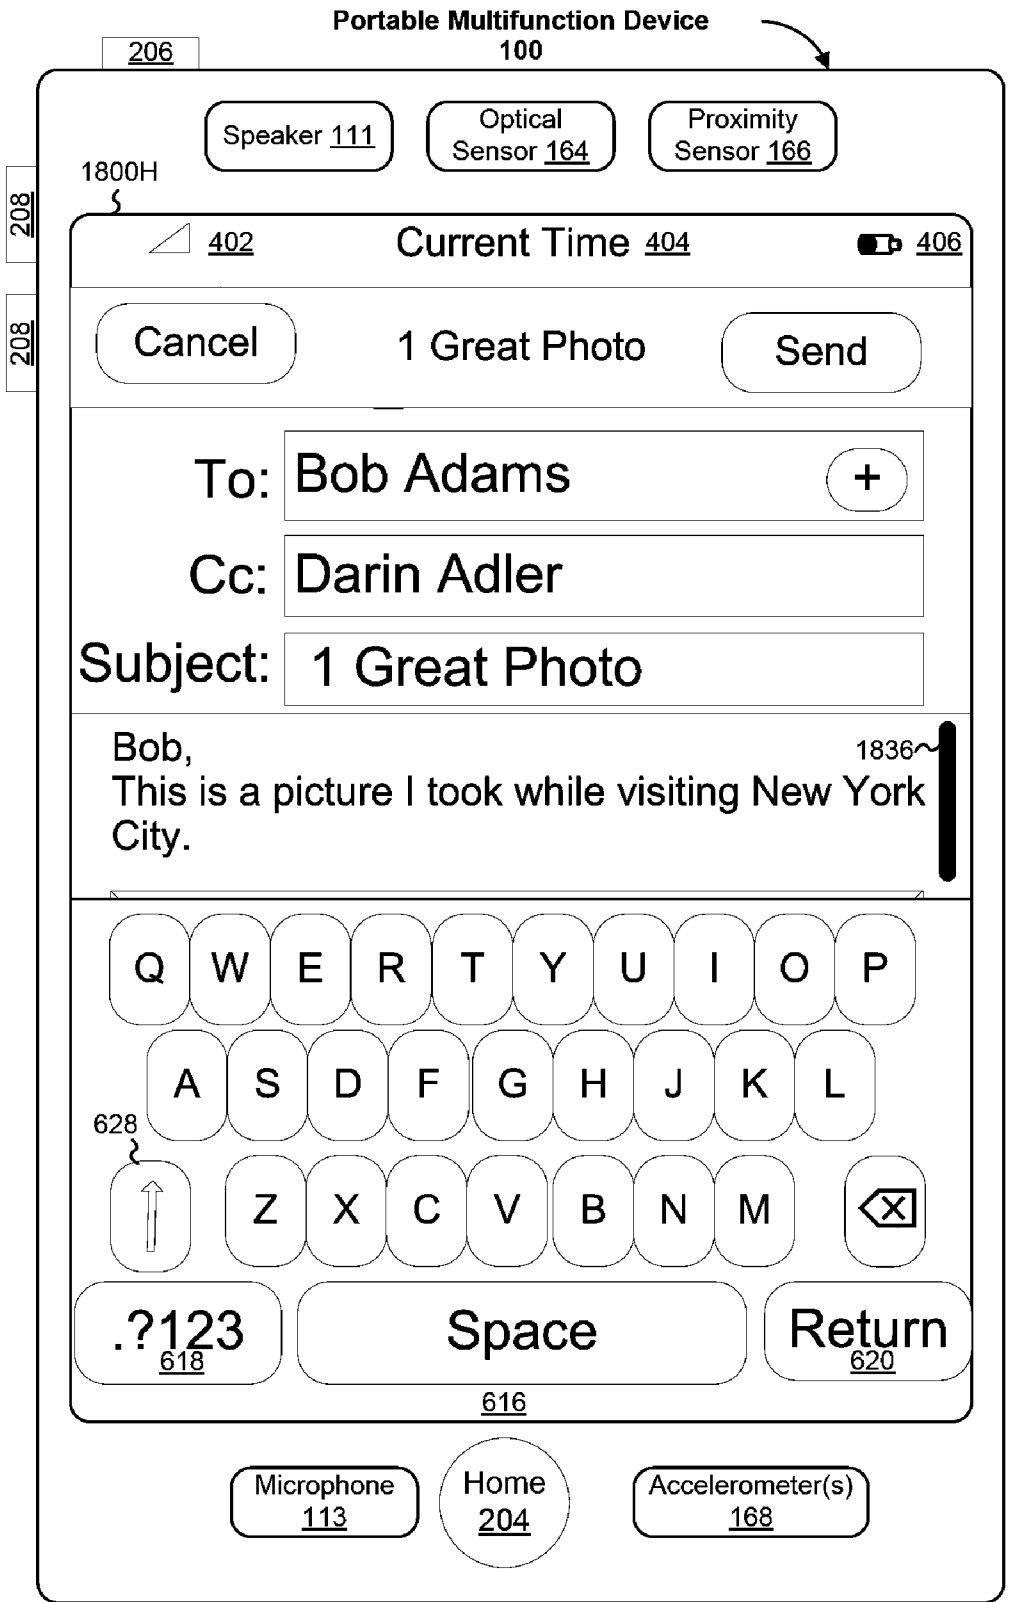 Portable Multifunction Device
100
206
Speaker 111
Optical
Sensor 164
Proximity
Sensor 166
1800H
208
208
402
Current Time 404
406
Cancel
1 Great Photo
Send
To: Bob Adams +
Cc: Darin Adler
Subject: 1 Great Photo
Bob,
1836
This is a picture I took while visiting New York
City.
Q W E R T Y U I O P
A S D F G H J K L
628
Z X C V B N M
.?123
618
Space
Return
620
616
Microphone
113
Home
204
Accelerometer(s)
168